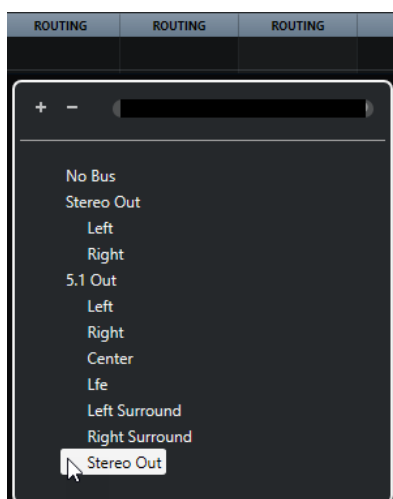 ROUTING ROUTING ROUTING
+ −
No Bus
Stereo Out
Left
Right
5.1 Out
Left
Right
Center
Lfe
Left Surround
Right Surround
Stereo Out